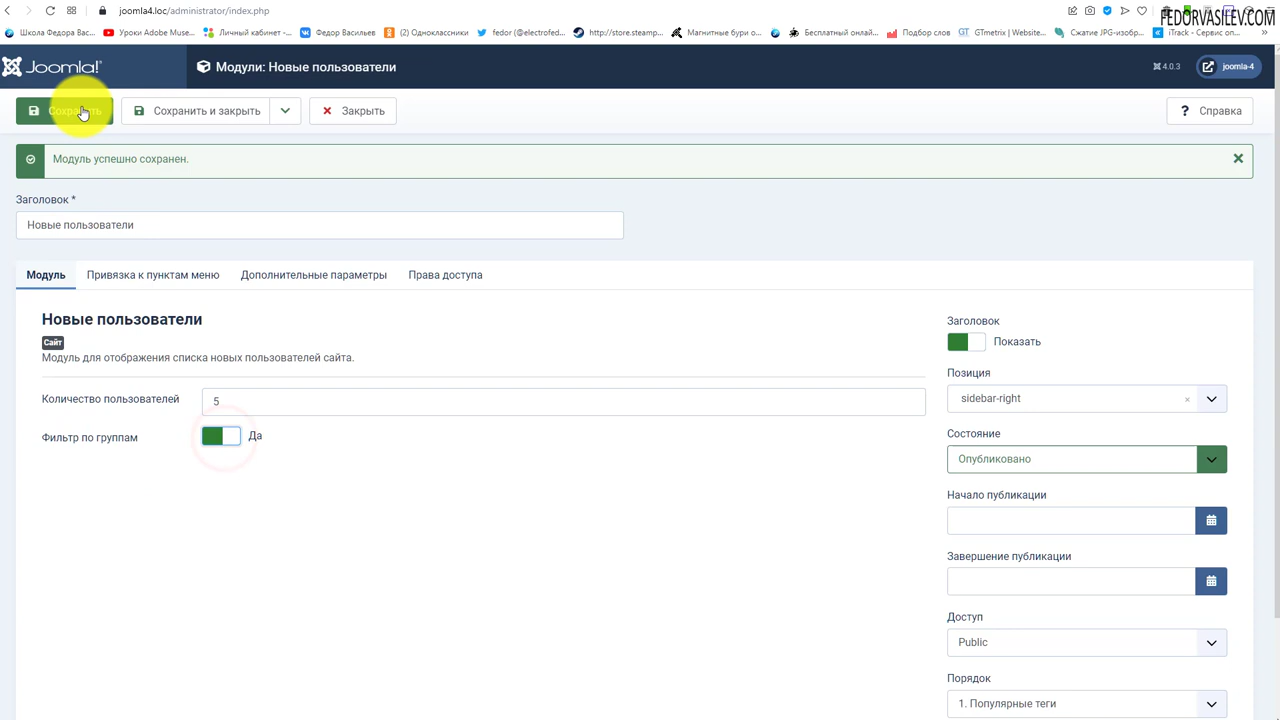 joomla4.loc/administrator/index.php
FEDORVASILEV.COM
Школа Федора Вас...
Уроки Adobe Muse...
Личный кабинет -...
Федор Васильев
(2) Одноклассники
fedor (@electrofed...
http://store.steamp...
Магнитные бури о...
Бесплатный онлай...
Подбор слов
GTmetrix | Website...
Сжатие JPG-изобр...
iTrack - Сервис оп...
Joomla!
Модули: Новые пользователи
4.0.3
joomla-4
Сохранить
Сохранить и закрыть
Закрыть
Справка
Модуль успешно сохранен.
Заголовок *
Новые пользователи
Модуль
Привязка к пунктам меню
Дополнительные параметры
Права доступа
Новые пользователи
Сайт
Модуль для отображения списка новых пользователей сайта.
Количество пользователей
5
Фильтр по группам
Да
Заголовок
Показать
Позиция
sidebar-right
Состояние
Опубликовано
Начало публикации
Завершение публикации
Доступ
Public
Порядок
1. Популярные теги